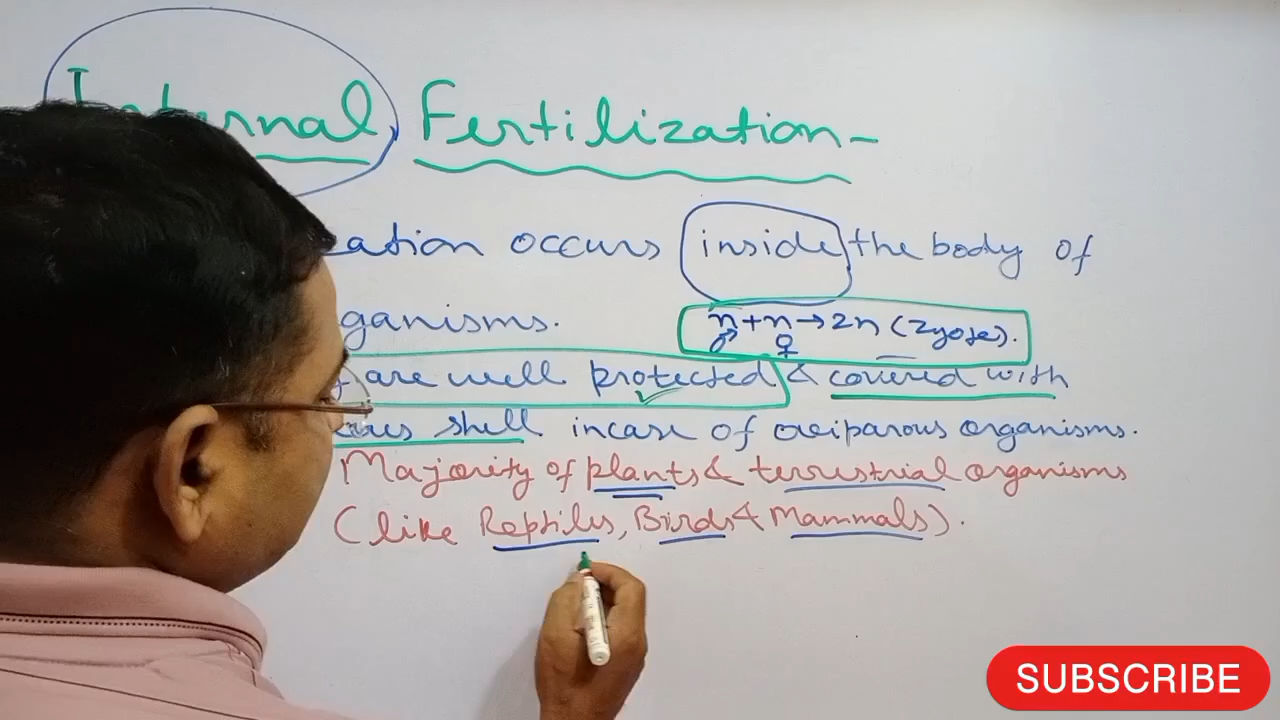 Internal Fertilization-
ation occurs inside the body of
ganisms.
n + n → 2n (Zygote).
♂ ♀
are well protected & covered with
shell incase of oviparous organisms.
Majority of plants & terrestrial organisms
(like Reptiles, Birds & Mammals).
SUBSCRIBE